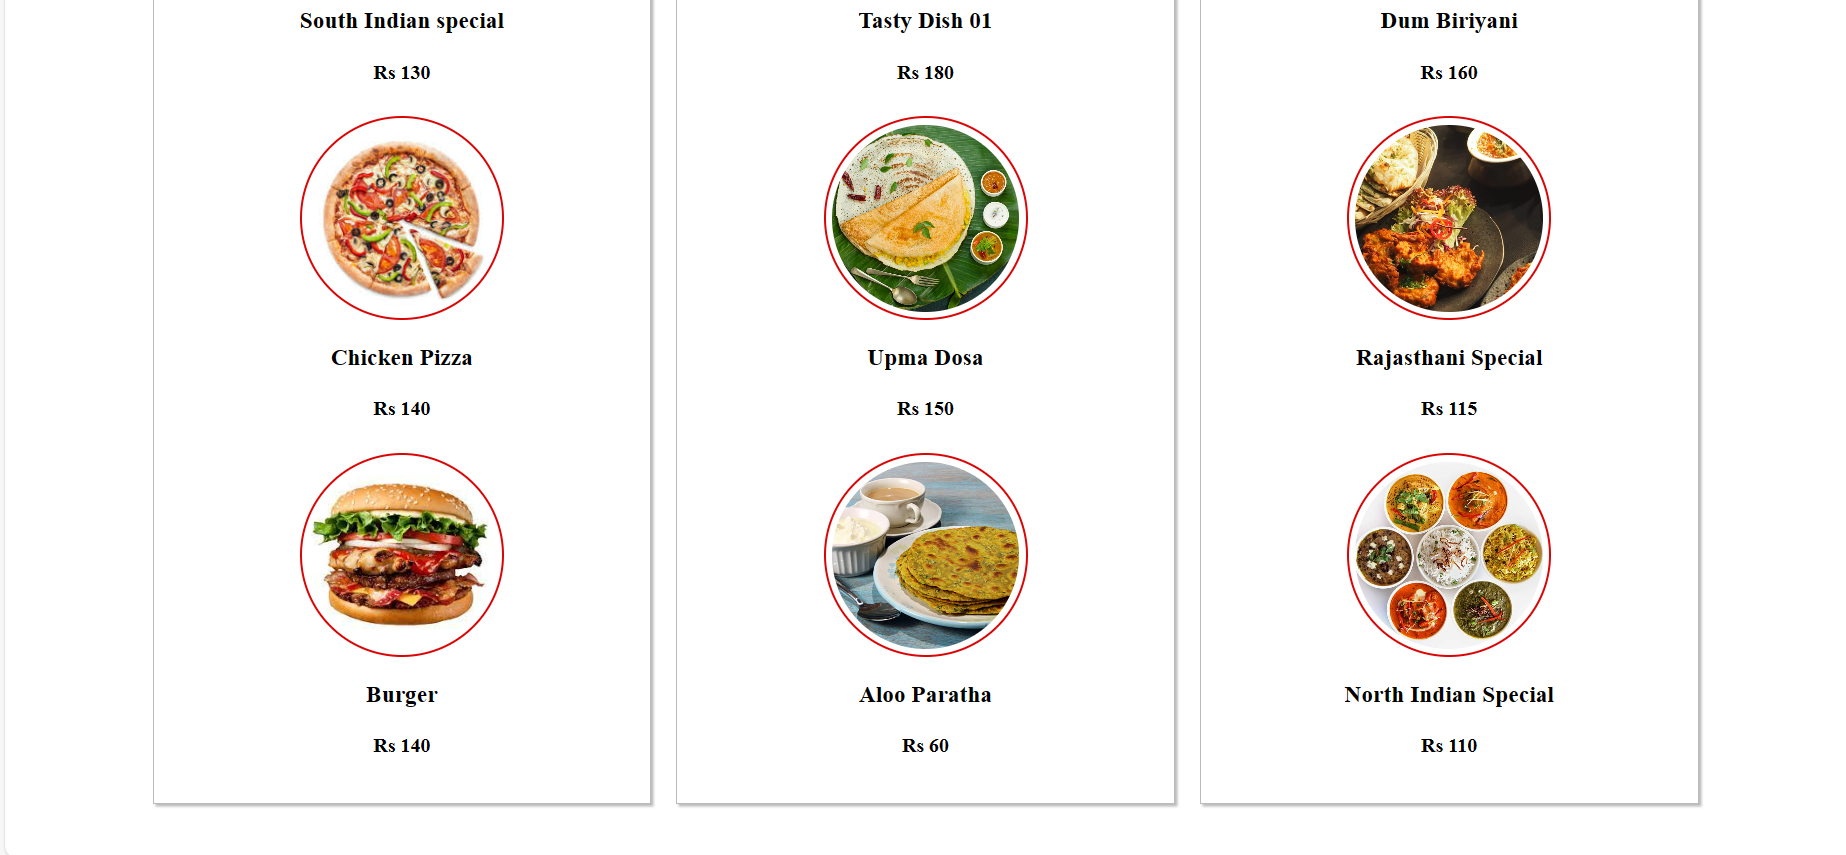 South Indian special
Rs 130
Chicken Pizza
Rs 140
Burger
Rs 140
Tasty Dish 01
Rs 180
Upma Dosa
Rs 150
Aloo Paratha
Rs 60
Dum Biriyani
Rs 160
Rajasthani Special
Rs 115
North Indian Special
Rs 110